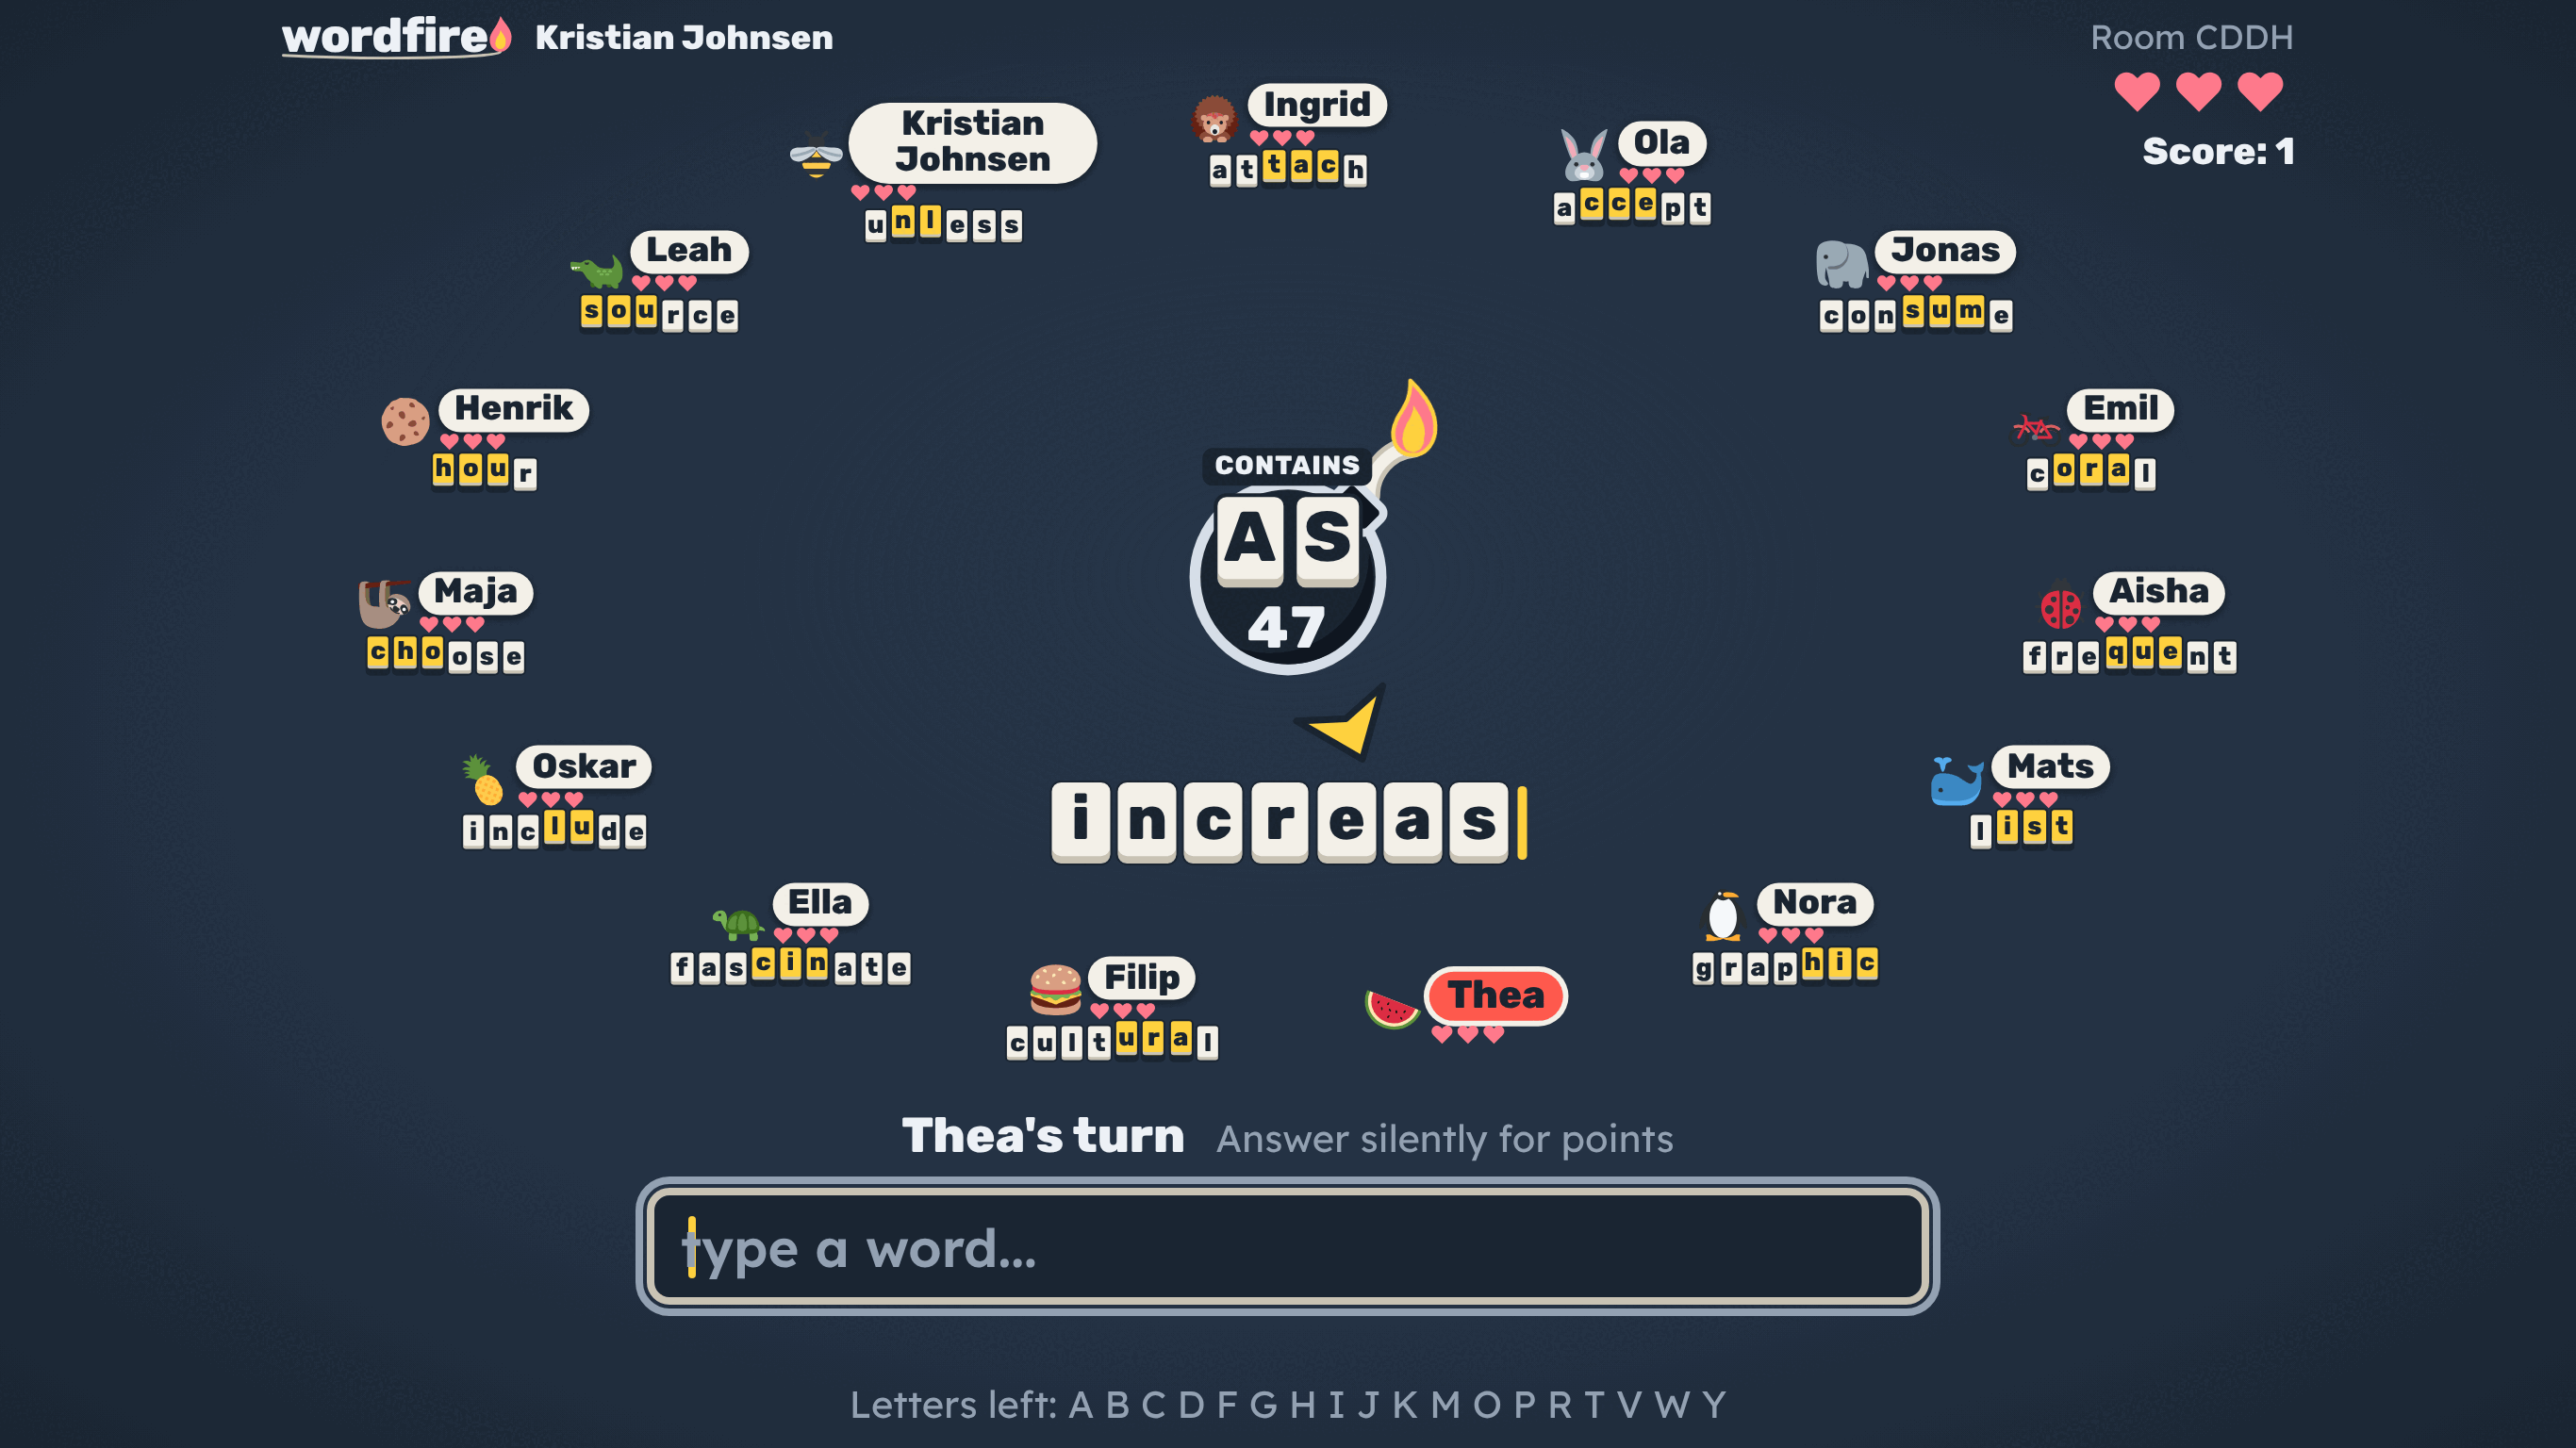 wordfire Kristian Johnsen
Room CDDH
Score: 1
Kristian
Johnsen
unless
Ingrid
attach
Ola
accept
Leah
source
Jonas
consume
Henrik
hour
Emil
coral
CONTAINS
AS
47
Maja
choose
Aisha
frequent
Oskar
include
increas
Mats
list
Ella
fascinate
Filip
cultural
Thea
Nora
graphic
Thea's turn Answer silently for points
type a word...
Letters left: A B C D F G H I J K M O P R T V W Y